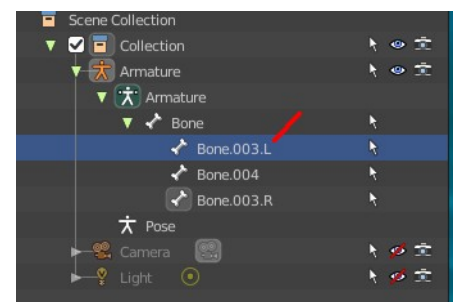 Scene Collection
Collection
Armature
Armature
Bone
Bone.003.L
Bone.004
Bone.003.R
Pose
Camera
Light